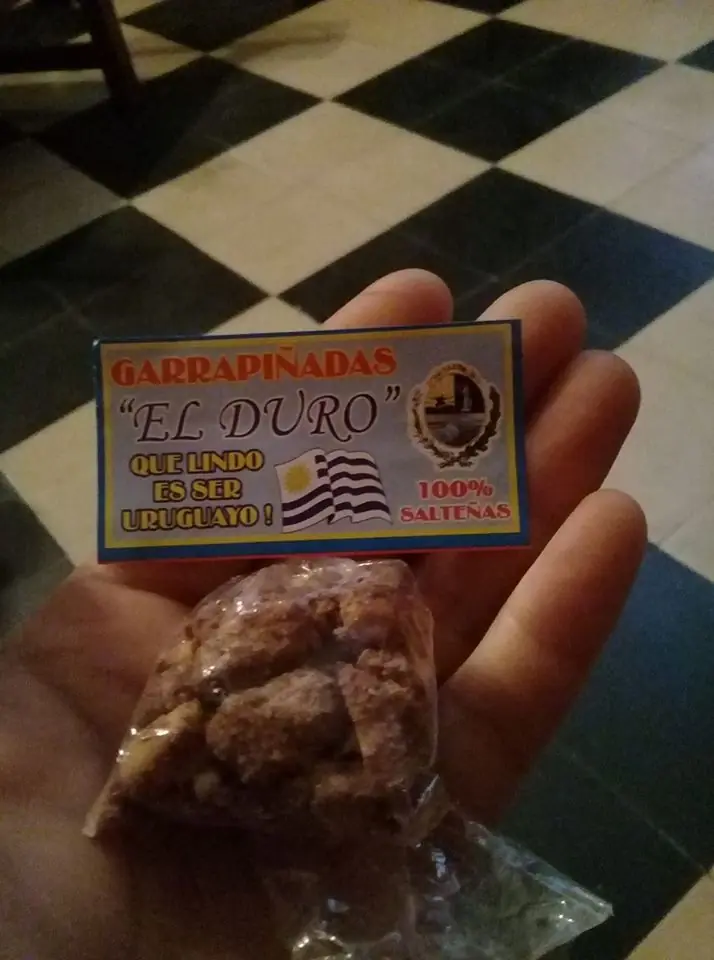 GARRAPIÑADAS
"EL DURO"
QUE LINDO
ES SER
URUGUAYO !
100%
SALTEÑAS